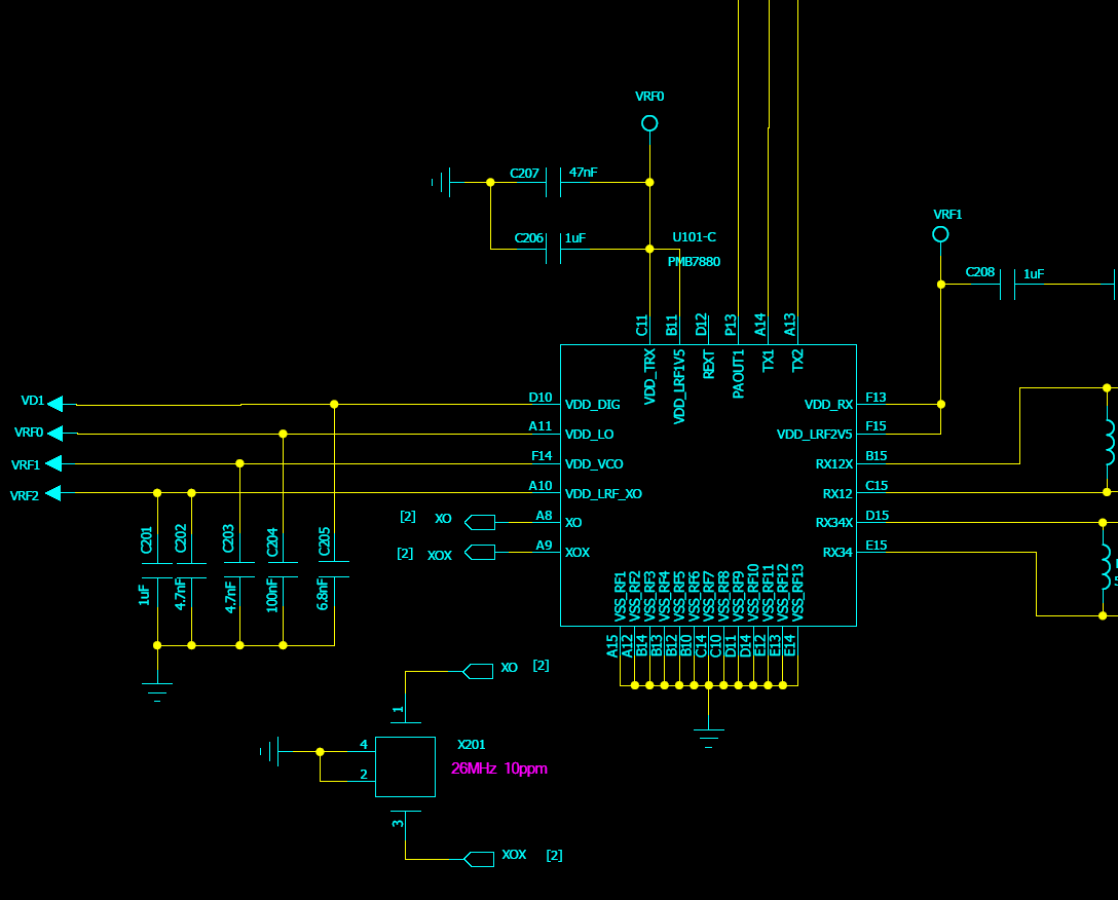 VRF0
C207 47nF
C206 1uF
U101-C
PMB7880
VRF1
C208 1uF
C11 B11 D12 P13 A14 A13
VDD_TRX VDD_LRF1V5 REXT PAOUT1 TX1 TX2
VD1 D10 VDD_DIG VDD_RX F13
VRF0 A11 VDD_LO VDD_LRF2V5 F15
VRF1 F14 VDD_VCO RX12X B15
VRF2 A10 VDD_LRF_XO RX12 C15
[2] XO A8 XO RX34X D15
[2] XOX A9 XOX RX34 E15
C201 C202 C203 C204 C205
1uF 4.7nF 4.7nF 100nF 6.8nF
VSS_RF1 VSS_RF2 VSS_RF3 VSS_RF4 VSS_RF5 VSS_RF6 VSS_RF7 VSS_RF8 VSS_RF9 VSS_RF10 VSS_RF11 VSS_RF12 VSS_RF13
A15 A12 B14 B13 B12 B10 C14 C10 D11 D14 E12 E13 E14
XO [2]
1
4 X201
2 26MHz 10ppm
3
XOX [2]